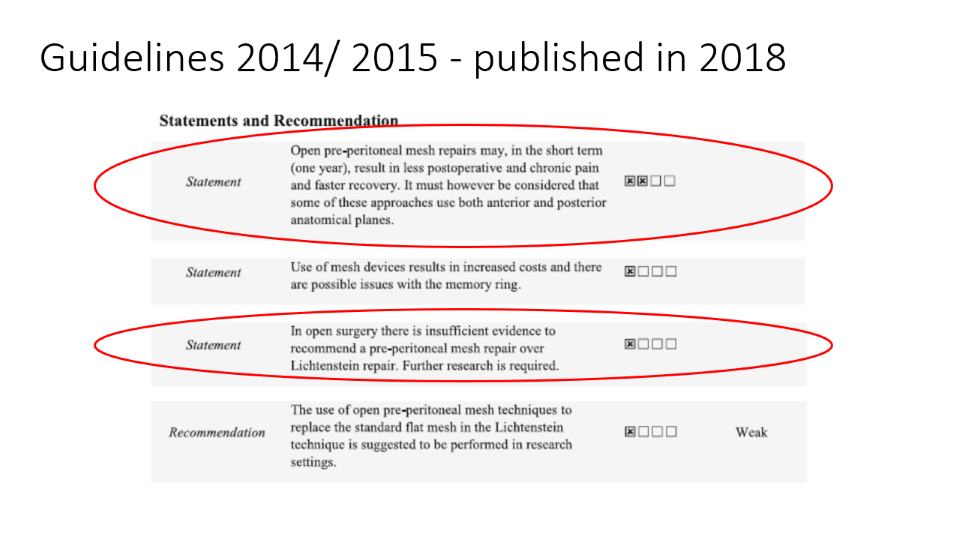 Guidelines 2014/ 2015 - published in 2018
Statements and Recommendation
Statement
Open pre-peritoneal mesh repairs may, in the short term
(one year), result in less postoperative and chronic pain
and faster recovery. It must however be considered that
some of these approaches use both anterior and posterior
anatomical planes.
Statement
Use of mesh devices results in increased costs and there
are possible issues with the memory ring.
Statement
In open surgery there is insufficient evidence to
recommend a pre-peritoneal mesh repair over
Lichtenstein repair. Further research is required.
Recommendation
The use of open pre-peritoneal mesh techniques to
replace the standard flat mesh in the Lichtenstein
technique is suggested to be performed in research
settings.
Weak